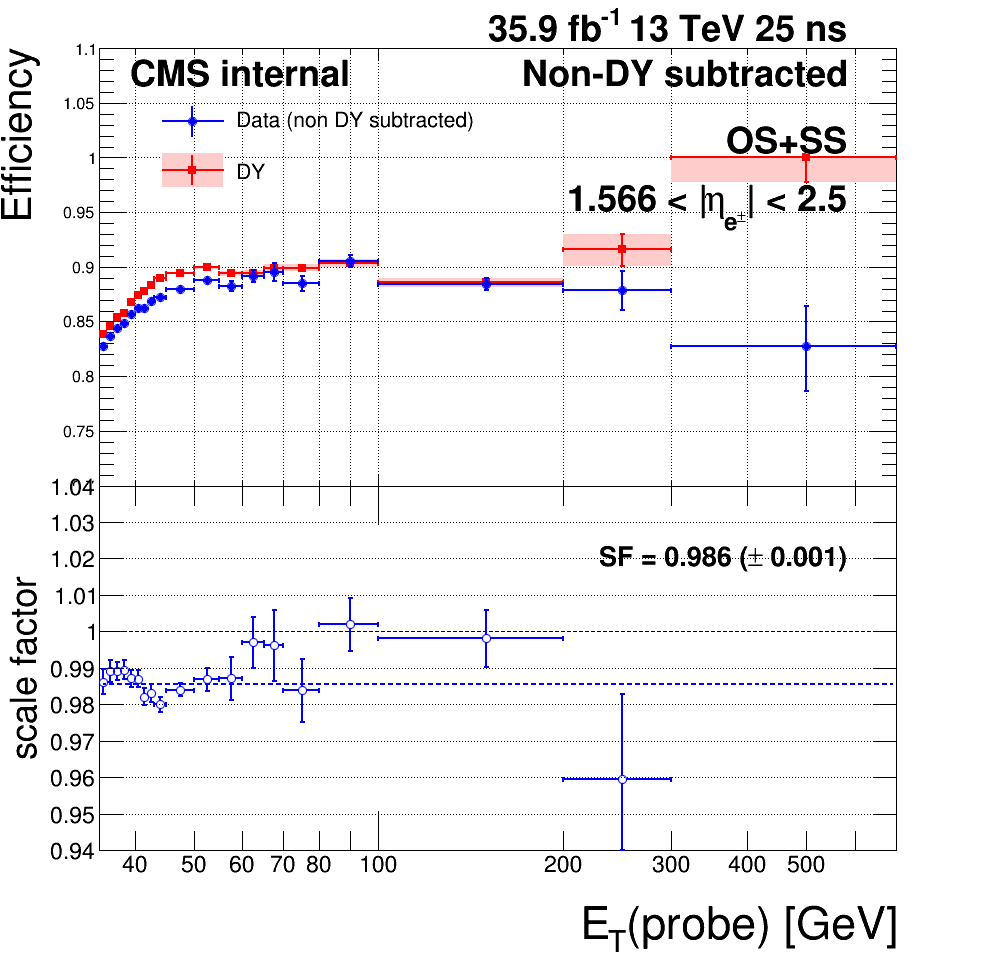 35.9 fb-1 13 TeV 25 ns
CMS internal
Non-DY subtracted
Data (non DY subtracted)
DY
OS+SS
1.566 < |ηe±| < 2.5
Efficiency
1.1
1.05
1
0.95
0.9
0.85
0.8
0.75
1.04
1.03
1.02
1.01
1
0.99
0.98
0.97
0.96
0.95
0.94
SF = 0.986 (± 0.001)
scale factor
40 50 60 70 80 100 200 300 400 500
ET(probe) [GeV]